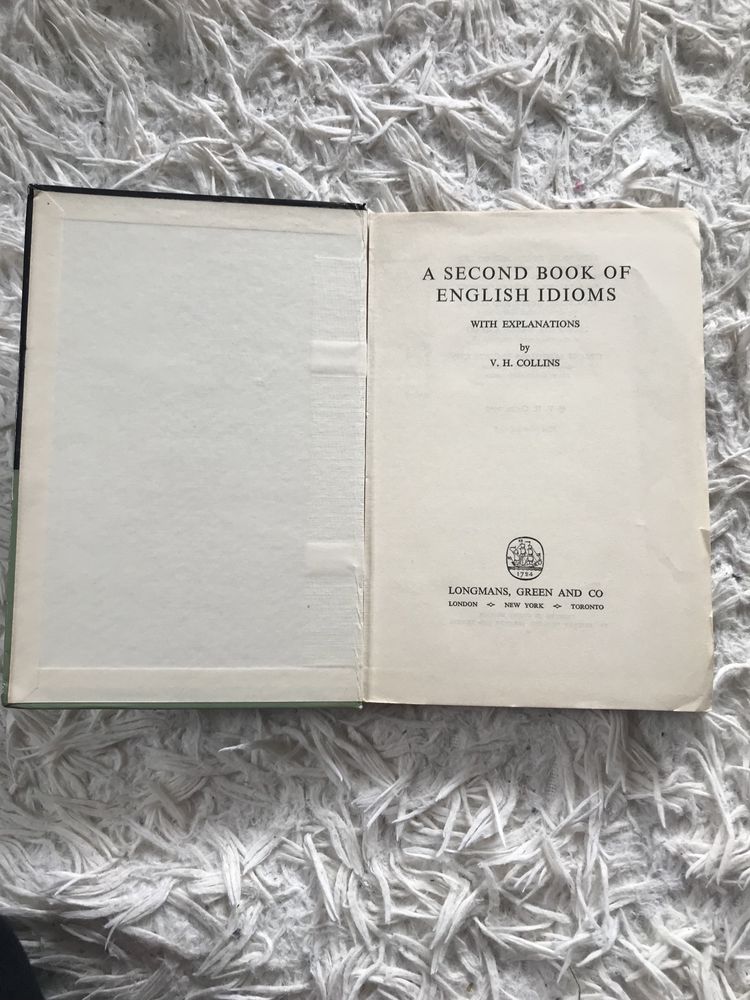 A SECOND BOOK OF
ENGLISH IDIOMS
WITH EXPLANATIONS
by
V. H. COLLINS
1724
LONGMANS, GREEN AND CO
LONDON ✧ NEW YORK ✧ TORONTO